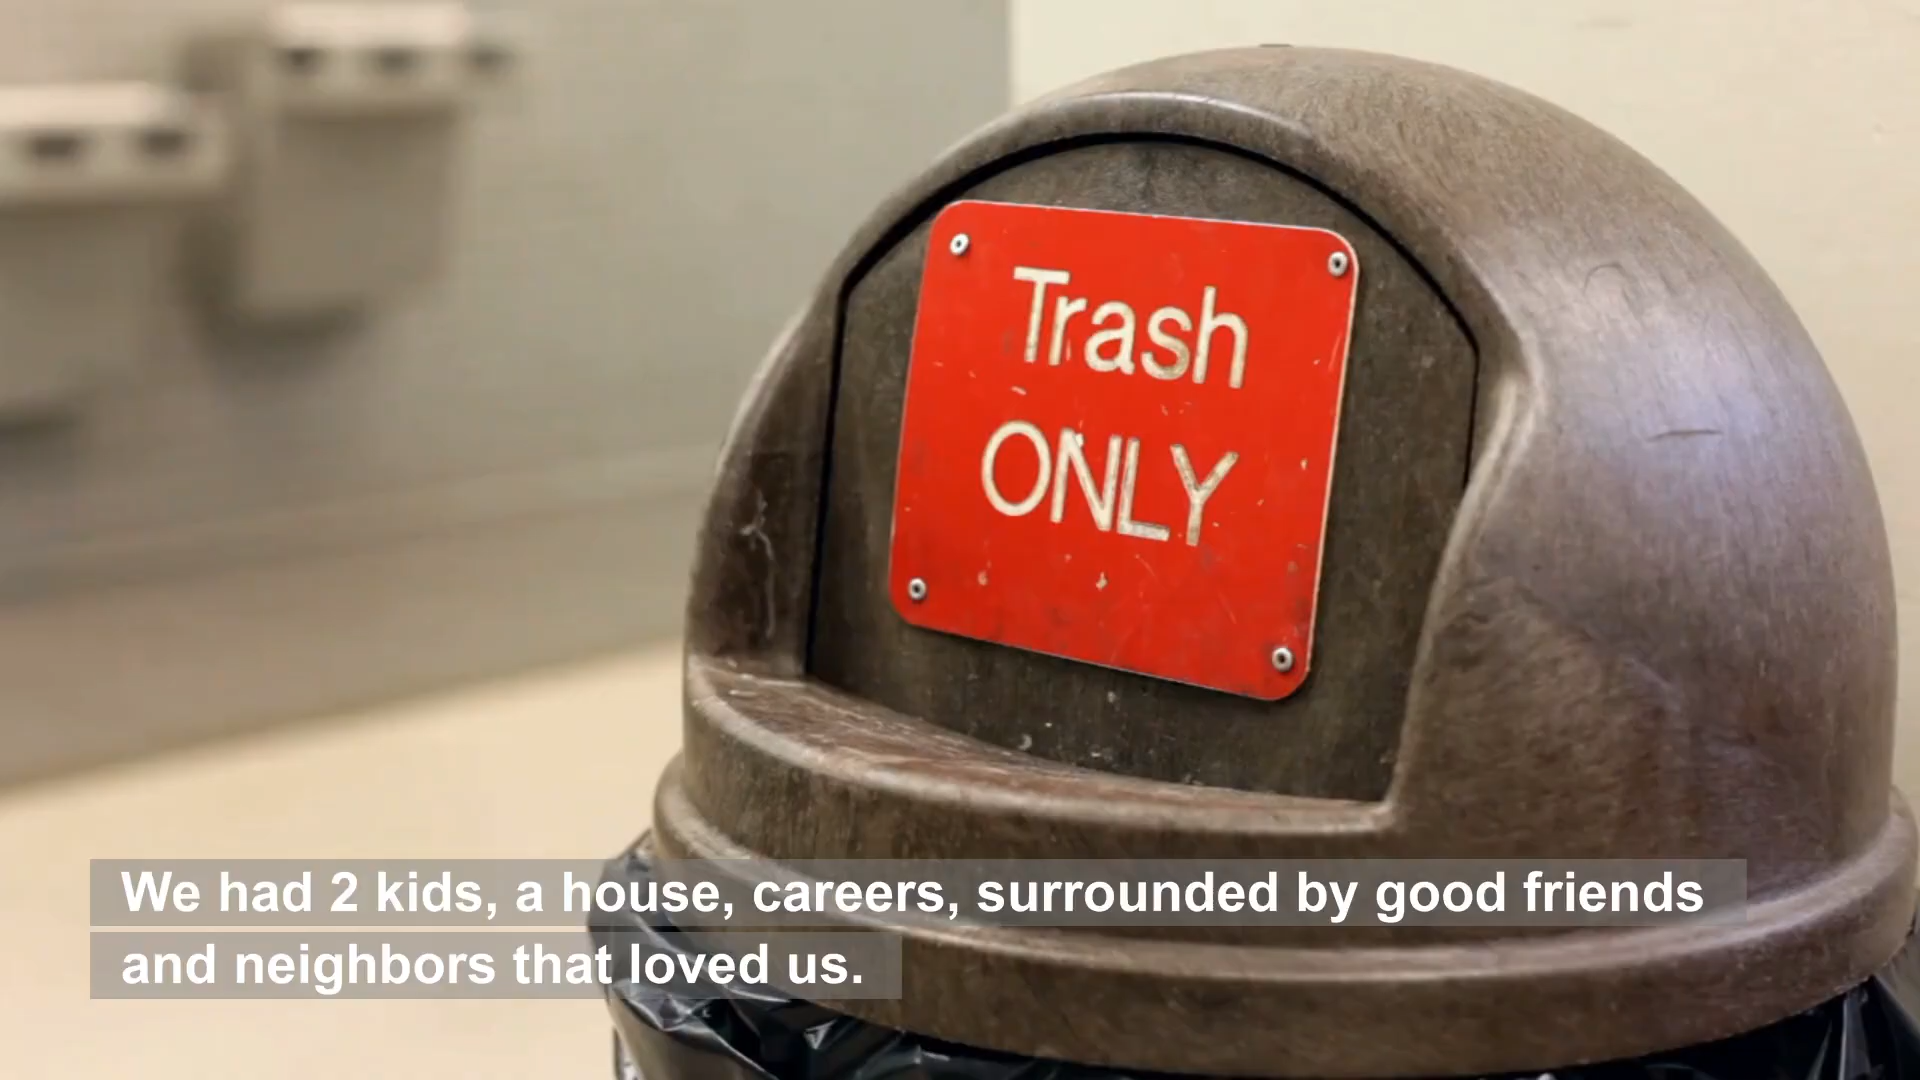 Trash
ONLY
We had 2 kids, a house, careers, surrounded by good friends
and neighbors that loved us.